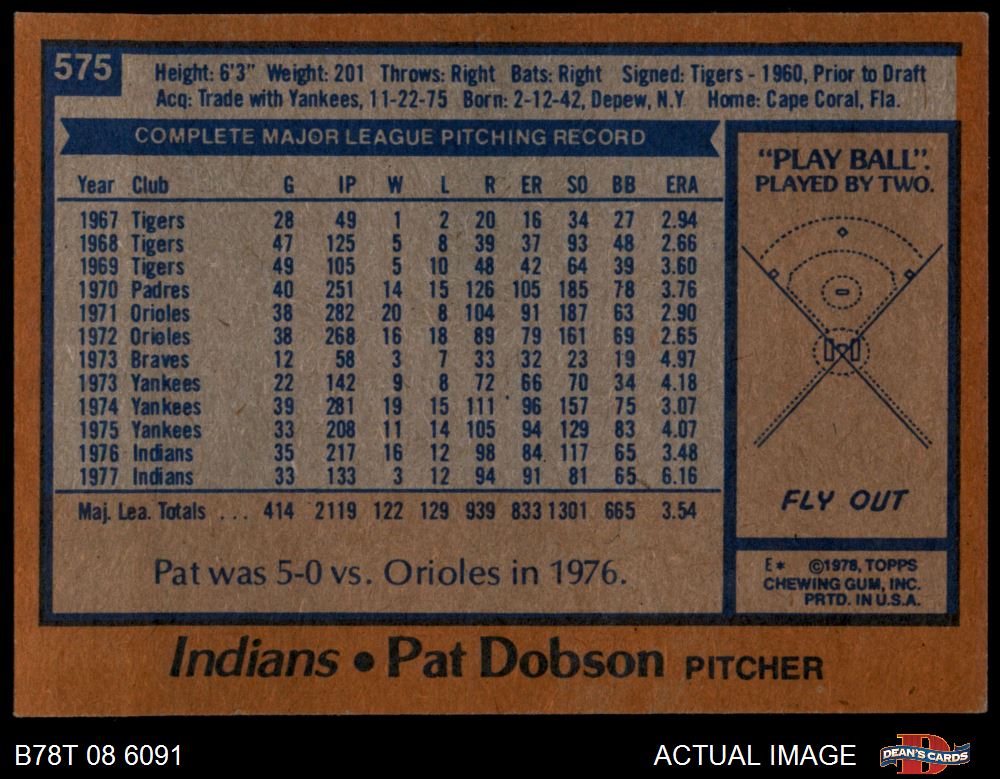 575
Height: 6'3" Weight: 201 Throws: Right Bats: Right Signed: Tigers - 1960, Prior to Draft
Acq: Trade with Yankees, 11-22-75 Born: 2-12-42, Depew, N.Y Home: Cape Coral, Fla.
COMPLETE MAJOR LEAGUE PITCHING RECORD
Year Club G IP W L R ER SO BB ERA
1967 Tigers 28 49 1 2 20 16 34 27 2.94
1968 Tigers 47 125 5 8 39 37 93 48 2.66
1969 Tigers 49 105 5 10 48 42 64 39 3.60
1970 Padres 40 251 14 15 126 105 185 78 3.76
1971 Orioles 38 282 20 8 104 91 187 63 2.90
1972 Orioles 38 268 16 18 89 79 161 69 2.65
1973 Braves 12 58 3 7 33 32 23 19 4.97
1973 Yankees 22 142 9 8 72 66 70 34 4.18
1974 Yankees 39 281 19 15 111 96 157 75 3.07
1975 Yankees 33 208 11 14 105 94 129 83 4.07
1976 Indians 35 217 16 12 98 84 117 65 3.48
1977 Indians 33 133 3 12 94 91 81 65 6.16
Maj. Lea. Totals ... 414 2119 122 129 939 833 1301 665 3.54
Pat was 5-0 vs. Orioles in 1976.
"PLAY BALL".
PLAYED BY TWO.
FLY OUT
E* ©1978, TOPPS
CHEWING GUM, INC.
PRTD. IN U.S.A.
Indians • Pat Dobson PITCHER
B78T 08 6091
ACTUAL IMAGE
DEAN'S CARDS